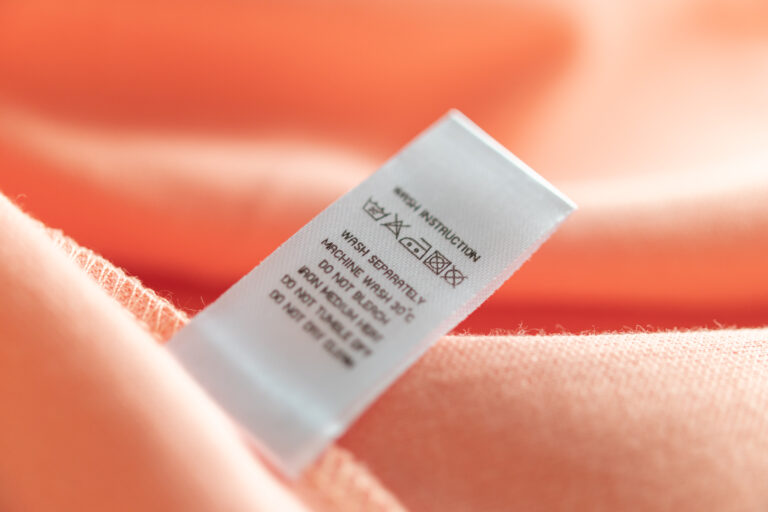 WASH INSTRUCTION
WASH SEPARATELY
MACHINE WASH 30°C
DO NOT BLEACH
IRON MEDIUM HEAT
DO NOT TUMBLE DRY
DO NOT DRY CLEAN